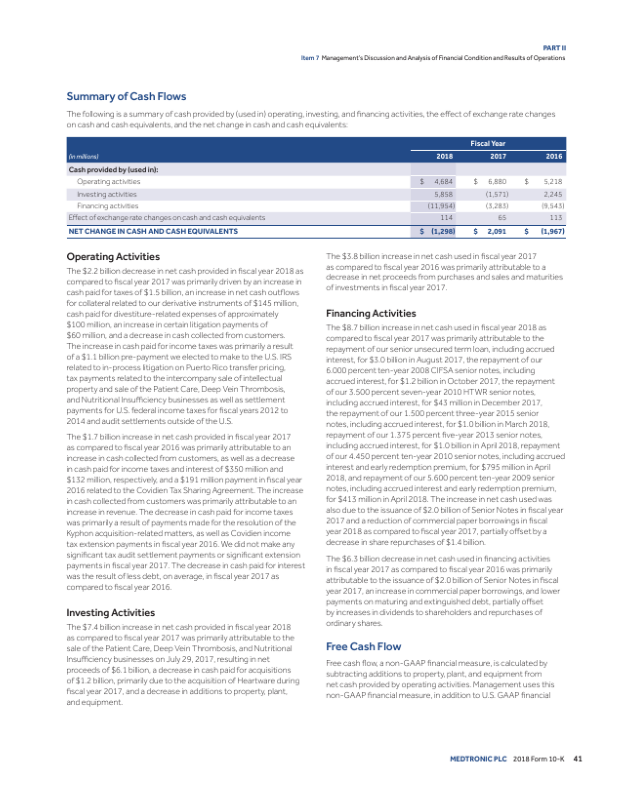 PART II
Item 7 Management's Discussion and Analysis of Financial Condition and Results of Operations
Summary of Cash Flows
The following is a summary of cash provided by (used in) operating, investing, and financing activities, the effect of exchange rate changes
on cash and cash equivalents, and the net change in cash and cash equivalents:
Fiscal Year
(in millions) 2018 2017 2016
Cash provided by (used in):
Operating activities $ 4,684 $ 6,880 $ 5,218
Investing activities 5,858 (1,571) 2,245
Financing activities (11,954) (3,283) (9,543)
Effect of exchange rate changes on cash and cash equivalents 114 65 113
NET CHANGE IN CASH AND CASH EQUIVALENTS $ (1,298) $ 2,091 $ (1,967)
Operating Activities
The $2.2 billion decrease in net cash provided in fiscal year 2018 as
compared to fiscal year 2017 was primarily driven by an increase in
cash paid for taxes of $1.5 billion, an increase in net cash outflows
for collateral related to our derivative instruments of $145 million,
cash paid for divestiture-related expenses of approximately
$100 million, an increase in certain litigation payments of
$60 million, and a decrease in cash collected from customers.
The increase in cash paid for income taxes was primarily a result
of a $1.1 billion pre-payment we elected to make to the U.S. IRS
related to in-process litigation on Puerto Rico transfer pricing,
tax payments related to the intercompany sale of intellectual
property and sale of the Patient Care, Deep Vein Thrombosis,
and Nutritional Insufficiency businesses as well as settlement
payments for U.S. federal income taxes for fiscal years 2012 to
2014 and audit settlements outside of the U.S.
The $1.7 billion increase in net cash provided in fiscal year 2017
as compared to fiscal year 2016 was primarily attributable to an
increase in cash collected from customers, as well as a decrease
in cash paid for income taxes and interest of $350 million and
$132 million, respectively, and a $191 million payment in fiscal year
2016 related to the Covidien Tax Sharing Agreement. The increase
in cash collected from customers was primarily attributed to an
increase in revenue. The decrease in cash paid for income taxes
was primarily a result of payments made for the resolution of the
Kyphon acquisition-related matters, as well as Covidien income
tax extension payments in fiscal year 2016. We did not make any
significant tax audit settlement payments or significant extension
payments in fiscal year 2017. The decrease in cash paid for interest
was the result of less debt, on average, in fiscal year 2017 as
compared to fiscal year 2016.
Investing Activities
The $7.4 billion increase in net cash provided in fiscal year 2018
as compared to fiscal year 2017 was primarily attributable to the
sale of the Patient Care, Deep Vein Thrombosis, and Nutritional
Insufficiency businesses on July 29, 2017, resulting in net
proceeds of $6.1 billion, a decrease in cash paid for acquisitions
of $1.2 billion, primarily due to the acquisition of Heartware during
fiscal year 2017, and a decrease in additions to property, plant,
and equipment.
The $3.8 billion increase in net cash used in fiscal year 2017
as compared to fiscal year 2016 was primarily attributable to a
decrease in net proceeds from purchases and sales and maturities
of investments in fiscal year 2017.
Financing Activities
The $8.7 billion increase in net cash used in fiscal year 2018 as
compared to fiscal year 2017 was primarily attributable to the
repayment of our senior unsecured term loan, including accrued
interest, for $3.0 billion in August 2017, the repayment of our
6.000 percent ten-year 2008 CIFSA senior notes, including
accrued interest, for $1.2 billion in October 2017, the repayment
of our 3.500 percent seven-year 2010 HTWR senior notes,
including accrued interest, for $43 million in December 2017,
the repayment of our 1.500 percent three-year 2015 senior
notes, including accrued interest, for $1.0 billion in March 2018,
repayment of our 1.375 percent five-year 2013 senior notes,
including accrued interest, for $1.0 billion in April 2018, repayment
of our 4.450 percent ten-year 2010 senior notes, including accrued
interest and early redemption premium, for $795 million in April
2018, and repayment of our 5.600 percent ten-year 2009 senior
notes, including accrued interest and early redemption premium,
for $413 million in April 2018. The increase in net cash used was
also due to the issuance of $2.0 billion of Senior Notes in fiscal year
2017 and a reduction of commercial paper borrowings in fiscal
year 2018 as compared to fiscal year 2017, partially offset by a
decrease in share repurchases of $1.4 billion.
The $6.3 billion decrease in net cash used in financing activities
in fiscal year 2017 as compared to fiscal year 2016 was primarily
attributable to the issuance of $2.0 billion of Senior Notes in fiscal
year 2017, an increase in commercial paper borrowings, and lower
payments on maturing and extinguished debt, partially offset
by increases in dividends to shareholders and repurchases of
ordinary shares.
Free Cash Flow
Free cash flow, a non-GAAP financial measure, is calculated by
subtracting additions to property, plant, and equipment from
net cash provided by operating activities. Management uses this
non-GAAP financial measure, in addition to U.S. GAAP financial
MEDTRONIC PLC 2018 Form 10-K 41